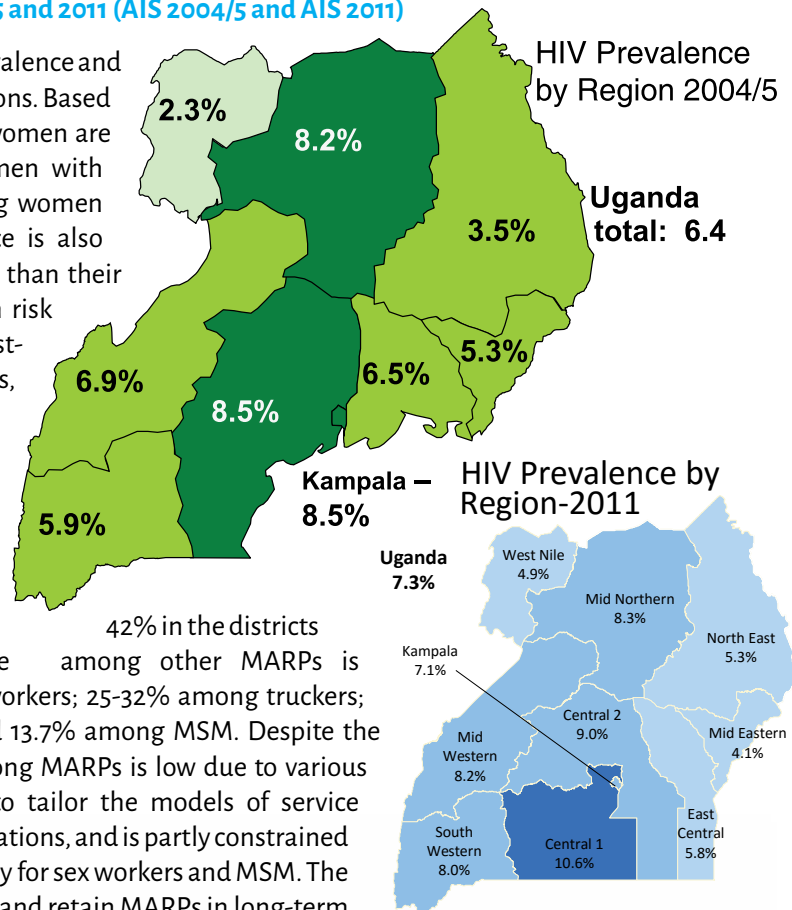 5 and 2011 (AIS 2004/5 and AIS 2011)
valence and
ons. Based
women are
men with
g women
ce is also
than their
risk
st-
s,
HIV Prevalence
by Region 2004/5
2.3%
8.2%
Uganda
total: 6.4
3.5%
5.3%
6.5%
6.9%
8.5%
Kampala –
8.5%
5.9%
HIV Prevalence by
Region-2011
Uganda
7.3%
West Nile
4.9%
Mid Northern
8.3%
North East
5.3%
Kampala
7.1%
Central 2
9.0%
Mid Eastern
4.1%
Mid
Western
8.2%
East
Central
5.8%
South
Western
8.0%
Central 1
10.6%
42% in the districts
e among other MARPs is
workers; 25-32% among truckers;
13.7% among MSM. Despite the
ong MARPs is low due to various
to tailor the models of service
ations, and is partly constrained
y for sex workers and MSM. The
and retain MARPs in long-term